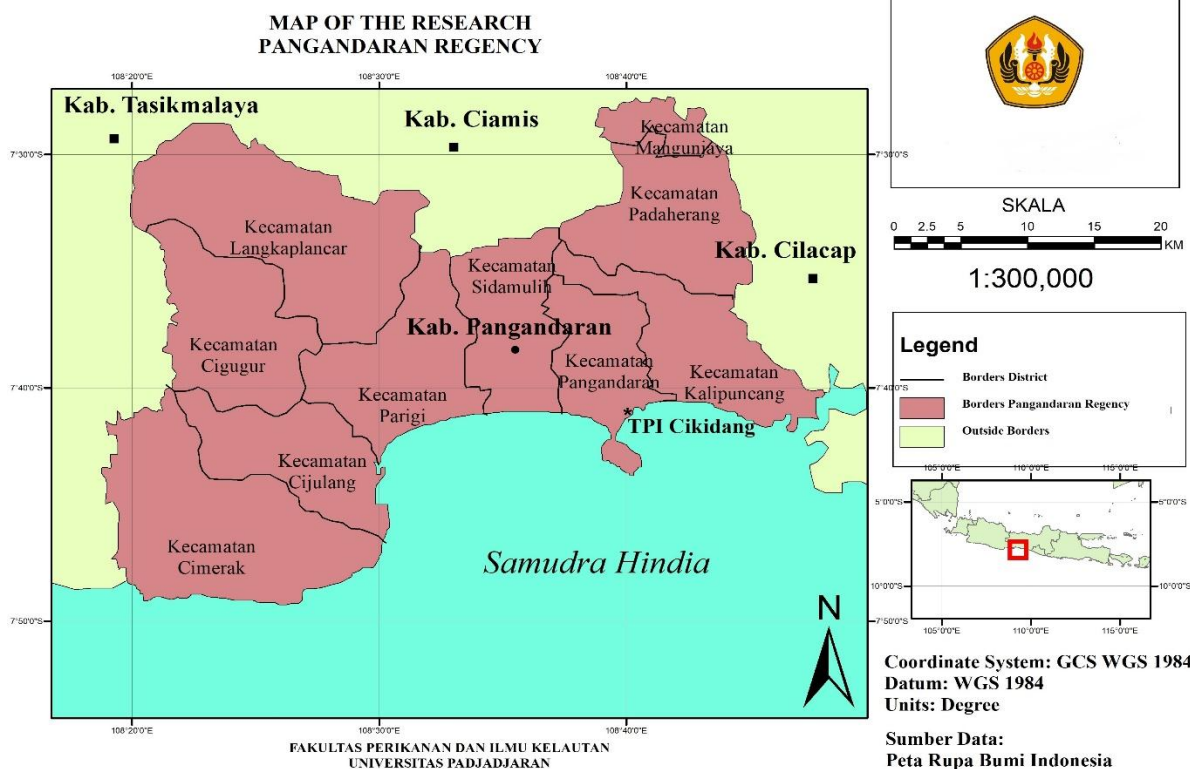 MAP OF THE RESEARCH
PANGANDARAN REGENCY
108°20'0"E
108°30'0"E
108°40'0"E
Kab. Tasikmalaya
Kab. Ciamis
Kecamatan
Mangunjaya
7°30'0"S
7°30'0"S
Kecamatan
Padaherang
Kecamatan
Langkaplancar
Kab. Cilacap
Kecamatan
Sidamulih
Kab. Pangandaran
Kecamatan
Cigugur
Kecamatan
Pangandaran
Kecamatan
Kalipuncang
7°40'0"S
7°40'0"S
Kecamatan
Parigi
TPI Cikidang
Kecamatan
Cijulang
Kecamatan
Cimerak
Samudra Hindia
7°50'0"S
7°50'0"S
N
108°20'0"E
108°30'0"E
108°40'0"E
FAKULTAS PERIKANAN DAN ILMU KELAUTAN
UNIVERSITAS PADJADJARAN
SKALA
0 2.5 5 10 15 20
KM
1:300,000
Legend
Borders District
Borders Pangandaran Regency
Outside Borders
105°0'0"E
110°0'0"E
115°0'0"E
5°0'0"S
5°0'0"S
10°0'0"S
10°0'0"S
105°0'0"E
110°0'0"E
115°0'0"E
Coordinate System: GCS WGS 1984
Datum: WGS 1984
Units: Degree
Sumber Data:
Peta Rupa Bumi Indonesia